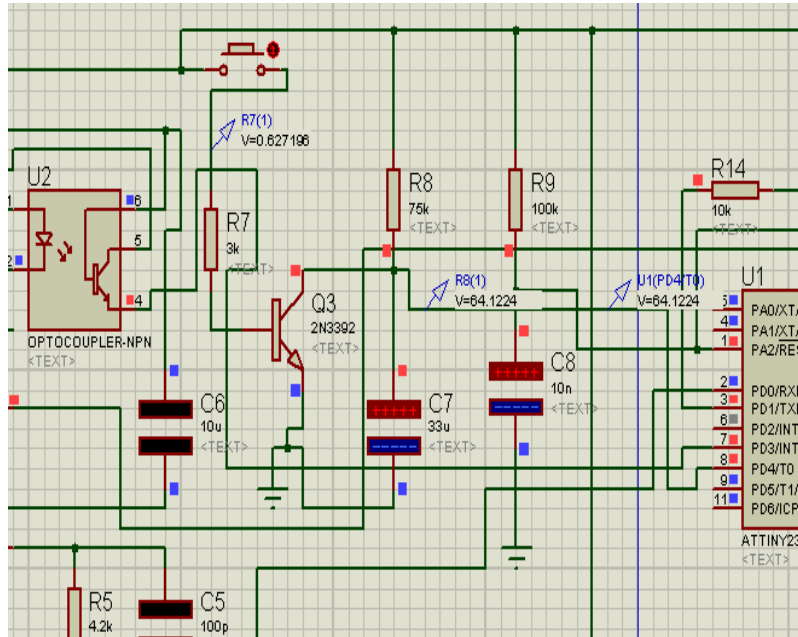 R7(1)
V=0.627196
U2
6
5
4
OPTOCOUPLER-NPN
<TEXT>
R7
3k
<TEXT>
R8
75k
<TEXT>
R9
100k
<TEXT>
R14
10k
<TEXT>
Q3
2N3392
<TEXT>
R8(1)
V=64.1224
U1(PD4/T0)
V=64.1224
U1
5
PA0/XTA
4
PA1/XTA
1
PA2/RES
2
PD0/RXI
3
PD1/TXI
6
PD2/INT
7
PD3/INT
8
PD4/T0
9
PD5/T1/
11
PD6/ICP
ATTINY23
<TEXT>
C6
10u
<TEXT>
C7
33u
<TEXT>
C8
10n
<TEXT>
R5
4.2k
C5
100p